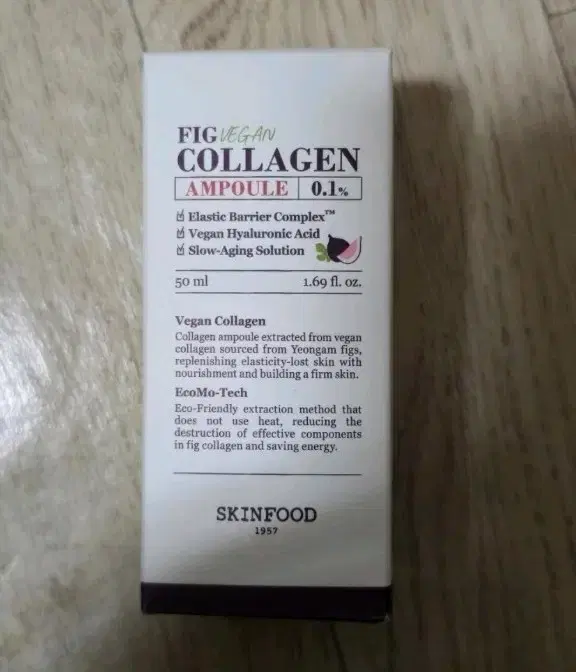 FIG VEGAN
COLLAGEN
AMPOULE 0.1%
Elastic Barrier Complex™
Vegan Hyaluronic Acid
Slow-Aging Solution
50 ml 1.69 fl. oz.
Vegan Collagen
Collagen ampoule extracted from vegan
collagen sourced from Yeongam figs,
replenishing elasticity-lost skin with
nourishment and building a firm skin.
EcoMo-Tech
Eco-Friendly extraction method that
does not use heat, reducing the
destruction of effective components
in fig collagen and saving energy.
SKINFOOD
1957